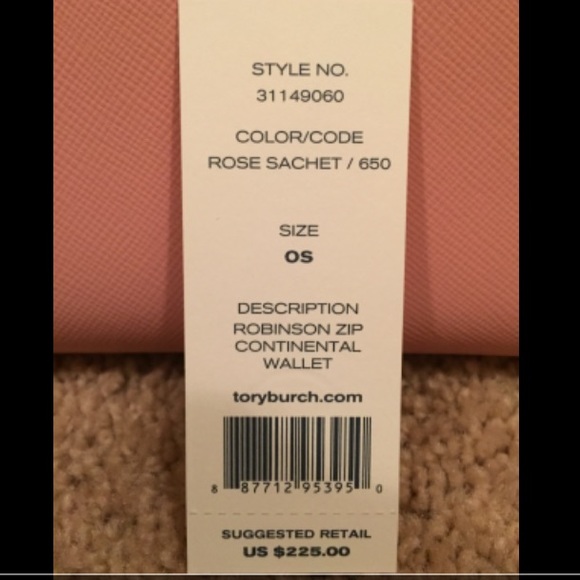 STYLE NO.
31149060
COLOR/CODE
ROSE SACHET / 650
SIZE
OS
DESCRIPTION
ROBINSON ZIP
CONTINENTAL
WALLET
toryburch.com
8 87712 95395 0
SUGGESTED RETAIL
US $225.00